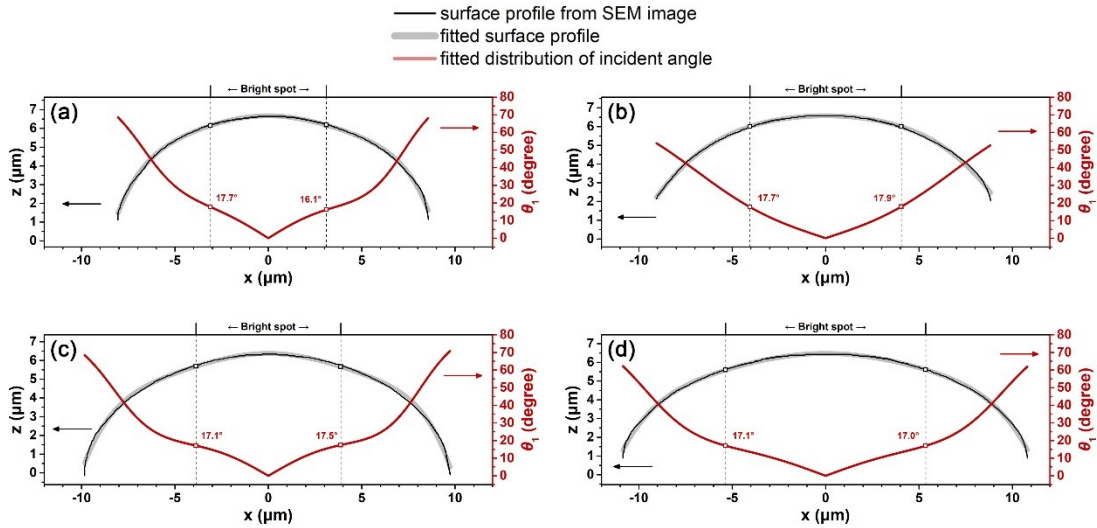 surface profile from SEM image
fitted surface profile
fitted distribution of incident angle
(a)
← Bright spot →
z (µm)
7
6
5
4
3
2
1
0
17.7°
16.1°
80
70
60
50
40
30
20
10
0
θ1 (degree)
-10 -5 0 5 10
x (µm)
(b)
← Bright spot →
z (µm)
7
6
5
4
3
2
1
0
17.7°
17.9°
80
70
60
50
40
30
20
10
0
θ1 (degree)
-10 -5 0 5 10
x (µm)
(c)
← Bright spot →
z (µm)
7
6
5
4
3
2
1
0
17.1°
17.5°
80
70
60
50
40
30
20
10
0
θ1 (degree)
-10 -5 0 5 10
x (µm)
(d)
← Bright spot →
z (µm)
7
6
5
4
3
2
1
0
17.1°
17.0°
80
70
60
50
40
30
20
10
0
θ1 (degree)
-10 -5 0 5 10
x (µm)